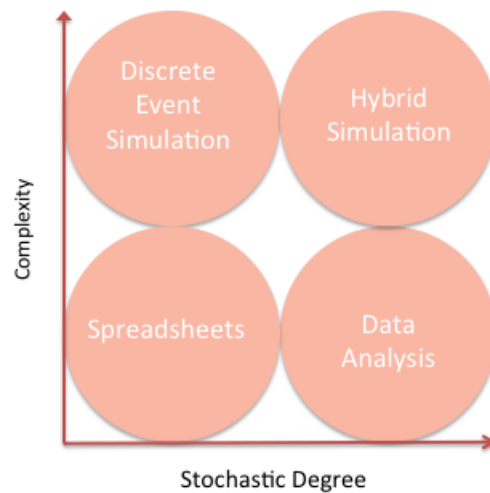 Discrete
Event
Simulation
Hybrid
Simulation
Complexity
Spreadsheets
Data
Analysis
Stochastic Degree